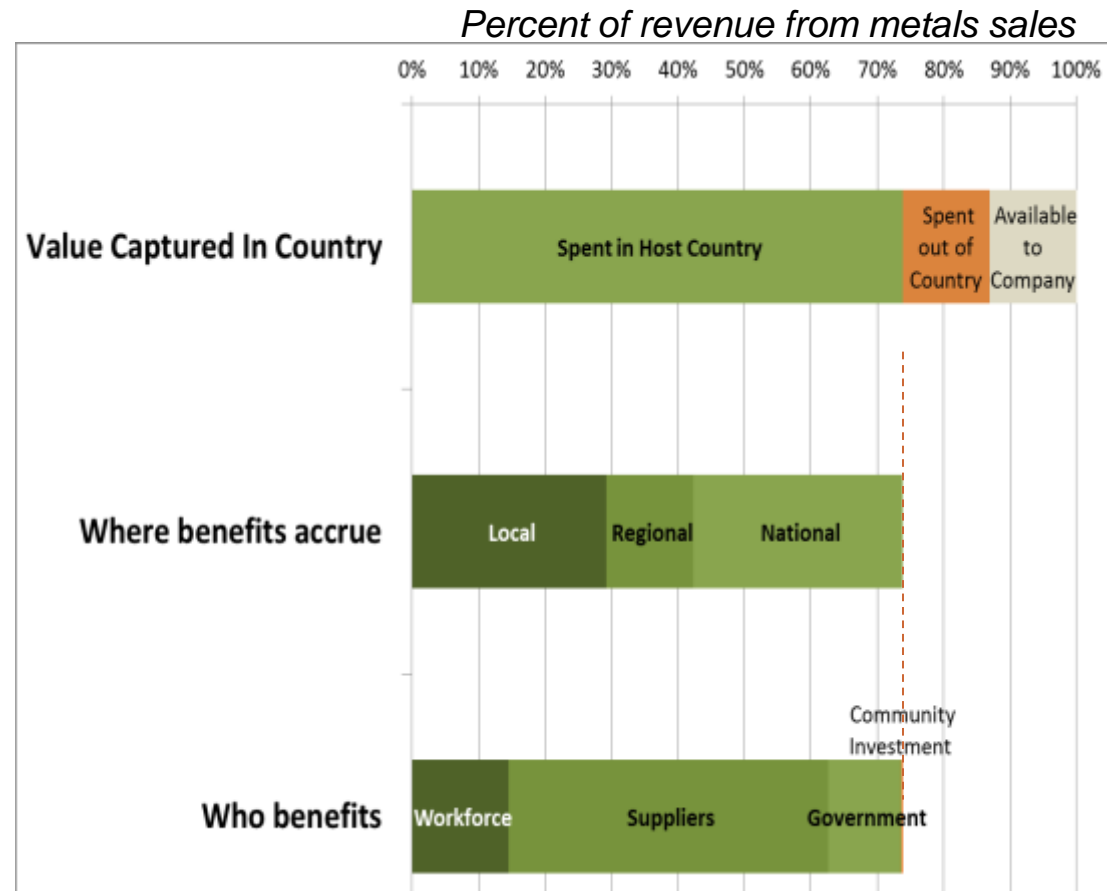 Percent of revenue from metals sales
0% 10% 20% 30% 40% 50% 60% 70% 80% 90% 100%
Value Captured In Country
Spent in Host Country
Spent
out of
Country
Available
to
Company
Where benefits accrue
Local
Regional
National
Community
Investment
Who benefits
Workforce
Suppliers
Government